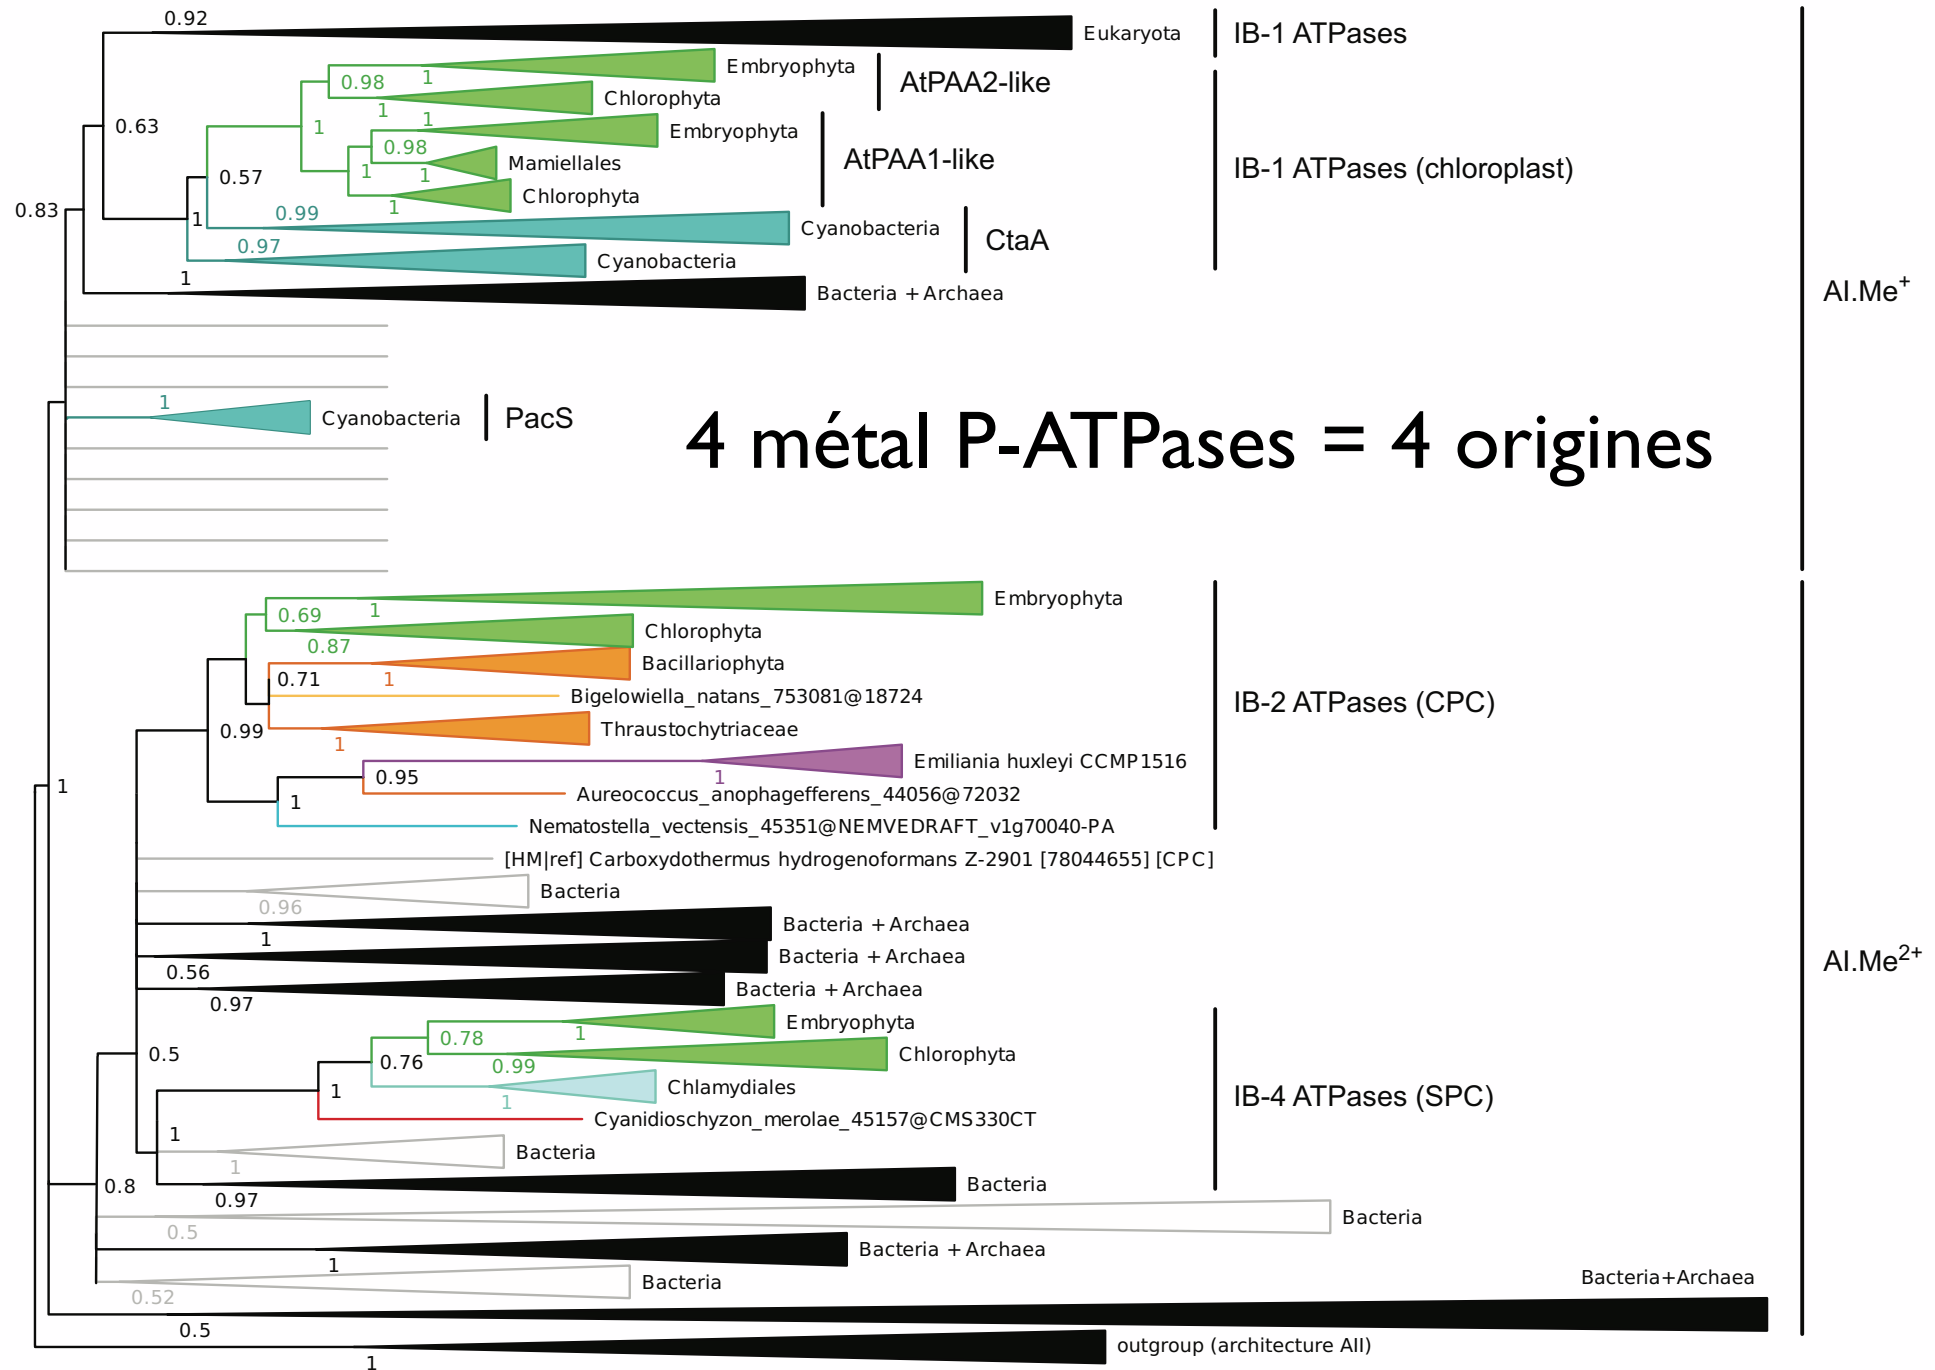 0.92
Eukaryota
IB-1 ATPases
Embryophyta
0.98
1
AtPAA2-like
Chlorophyta
1
1
0.63
1
Embryophyta
0.98
Mamiellales
AtPAA1-like
1
1
IB-1 ATPases (chloroplast)
0.57
Chlorophyta
1
0.83
1
0.99
Cyanobacteria
CtaA
0.97
Cyanobacteria
1
Bacteria + Archaea
AI.Me+
1
Cyanobacteria
PacS
4 métal P-ATPases = 4 origines
Embryophyta
0.69
1
Chlorophyta
0.87
Bacillariophyta
0.71
1
Bigelowiella_natans_753081@18724
IB-2 ATPases (CPC)
0.99
Thraustochytriaceae
1
Emiliania huxleyi CCMP1516
0.95
1
1
Aureococcus_anophagefferens_44056@72032
1
Nematostella_vectensis_45351@NEMVEDRAFT_v1g70040-PA
[HM|ref] Carboxydothermus hydrogenoformans Z-2901 [78044655] [CPC]
Bacteria
0.96
Bacteria + Archaea
1
Bacteria + Archaea
0.56
AI.Me2+
Bacteria + Archaea
0.97
Embryophyta
0.78
1
0.5
0.76
Chlorophyta
0.99
1
Chlamydiales
1
IB-4 ATPases (SPC)
Cyanidioschyzon_merolae_45157@CMS330CT
1
Bacteria
1
0.8
Bacteria
0.97
Bacteria
0.5
Bacteria + Archaea
1
Bacteria
0.52
Bacteria+Archaea
0.5
outgroup (architecture AII)
1